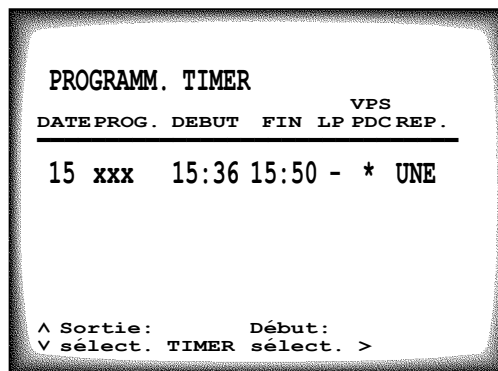 PROGRAMM. TIMER
VPS
DATE PROG. DEBUT FIN LP PDC REP.
15 xxx 15:36 15:50 - * UNE
^ Sortie: Début:
v sélect. TIMER sélect. >